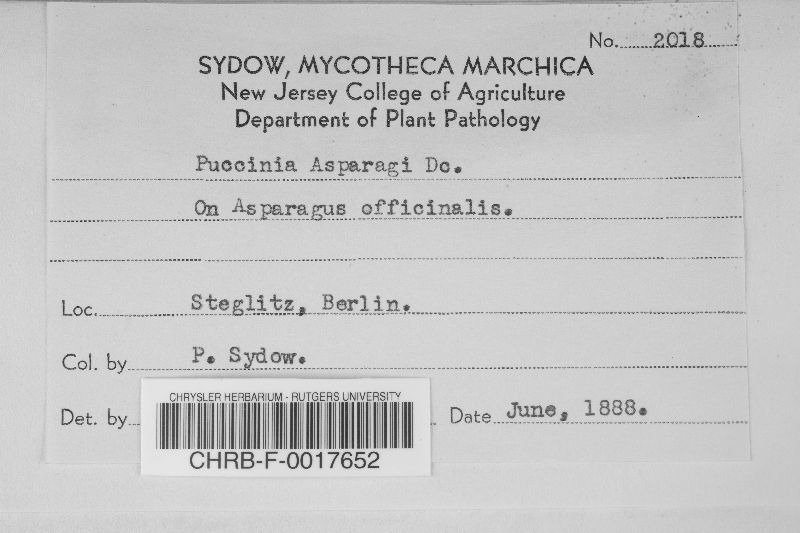 No. 2018
SYDOW, MYCOTHECA MARCHICA
New Jersey College of Agriculture
Department of Plant Pathology
Puccinia Asparagi Dc.
On Asparagus officinalis.
Loc. Steglitz, Berlin.
Col. by P. Sydow.
Det. by
Date June, 1888.
CHRYSLER HERBARIUM - RUTGERS UNIVERSITY
CHRB-F-0017652